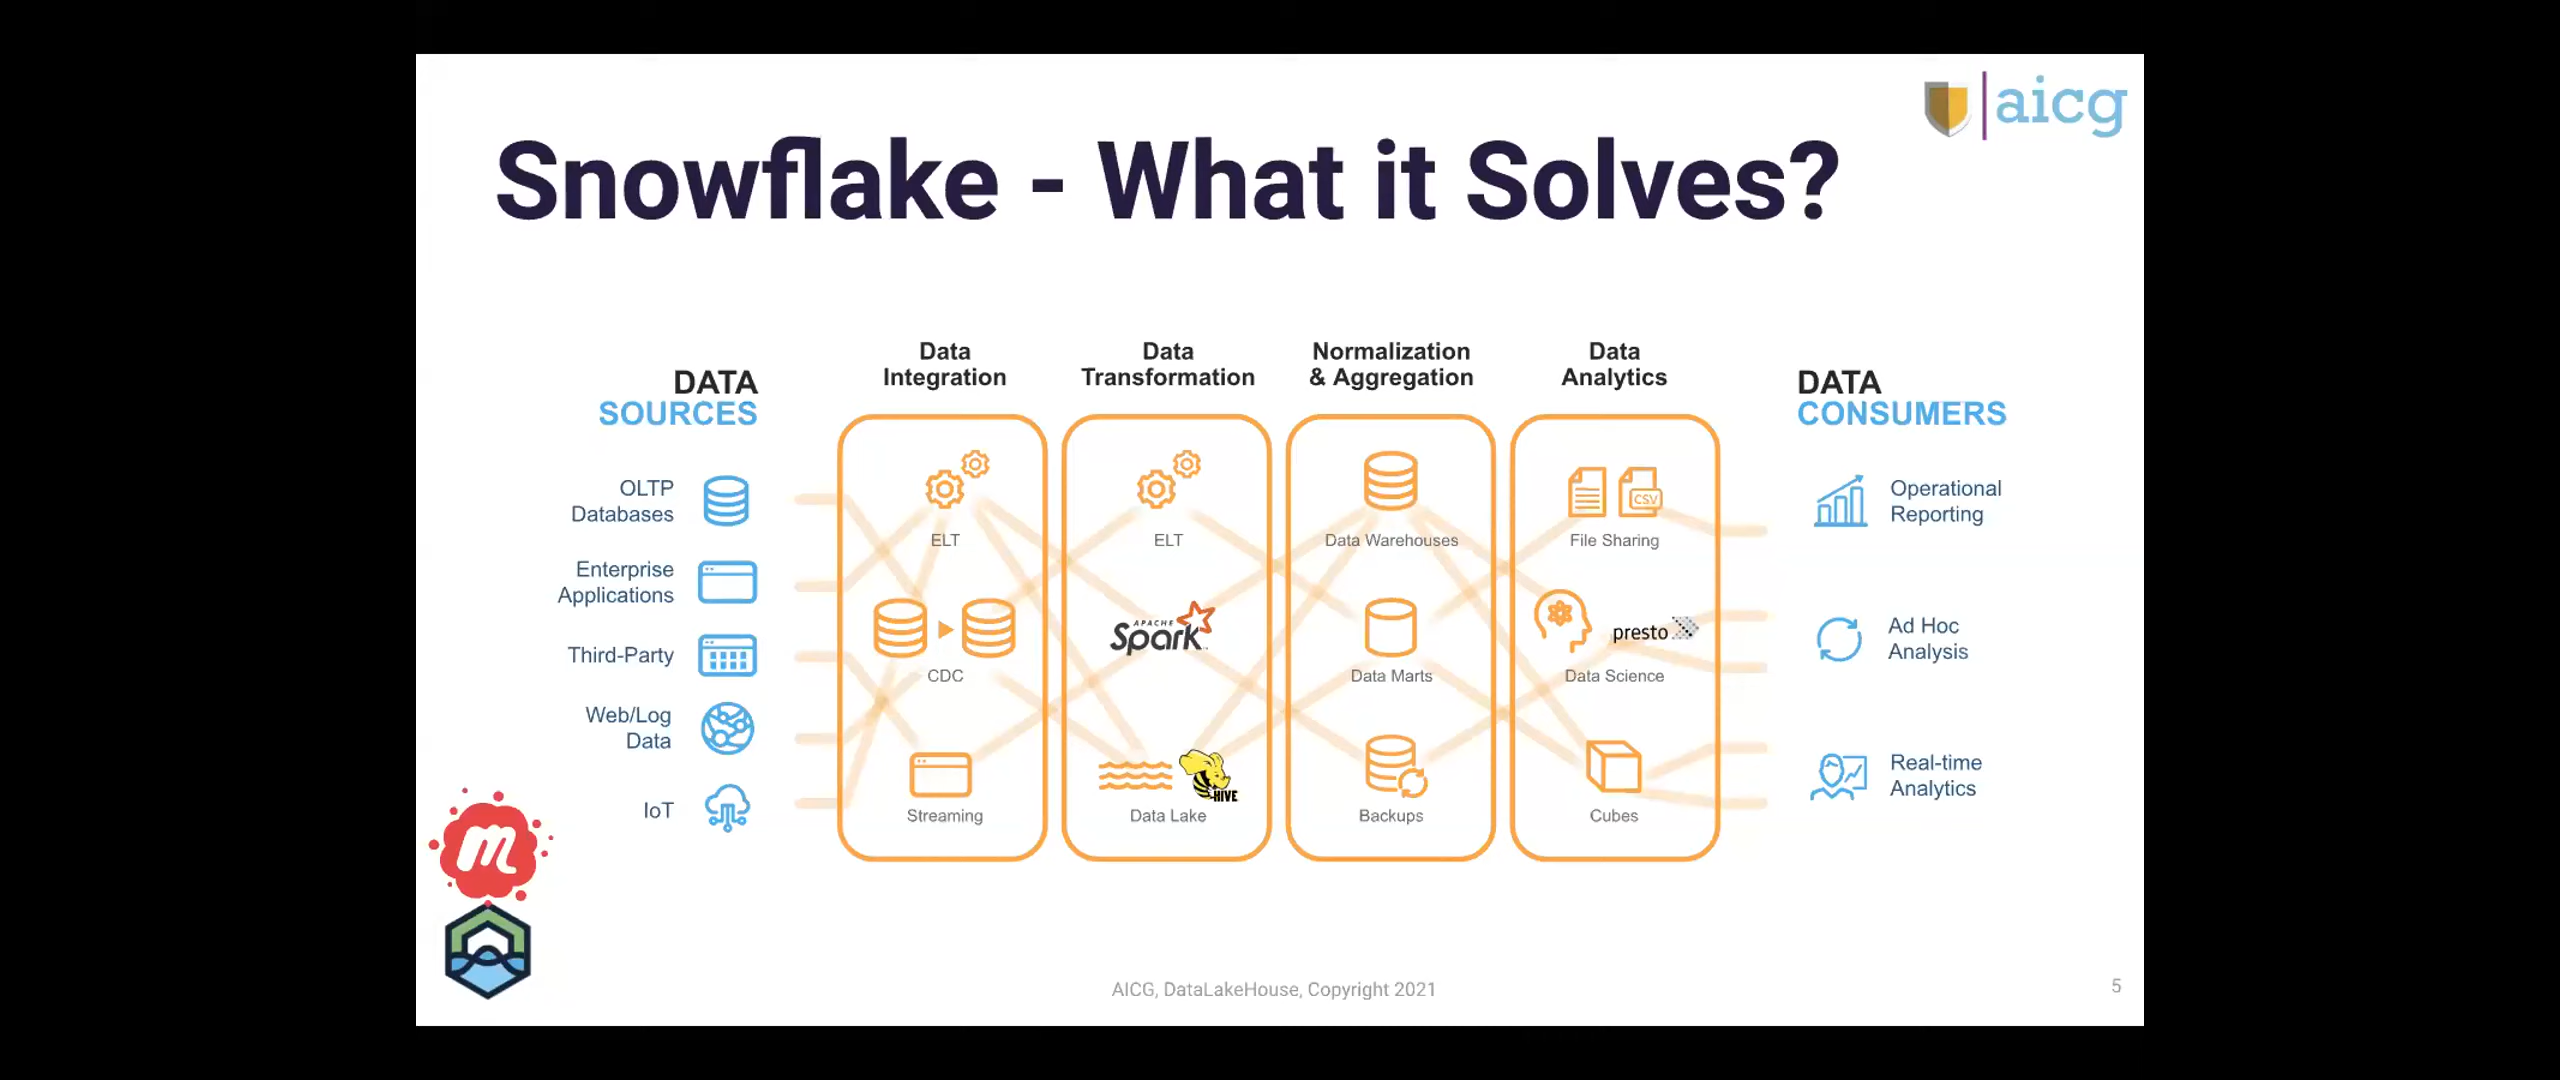 aicg
Snowflake - What it Solves?
DATA
SOURCES
OLTP
Databases
Enterprise
Applications
Third-Party
Web/Log
Data
IoT
Data
Integration
ELT
CDC
Streaming
Data
Transformation
ELT
APACHE
Spark
HIVE
Data Lake
Normalization
& Aggregation
Data Warehouses
Data Marts
Backups
Data
Analytics
CSV
File Sharing
presto
Data Science
Cubes
DATA
CONSUMERS
Operational
Reporting
Ad Hoc
Analysis
Real-time
Analytics
m
AICG, DataLakeHouse, Copyright 2021
5